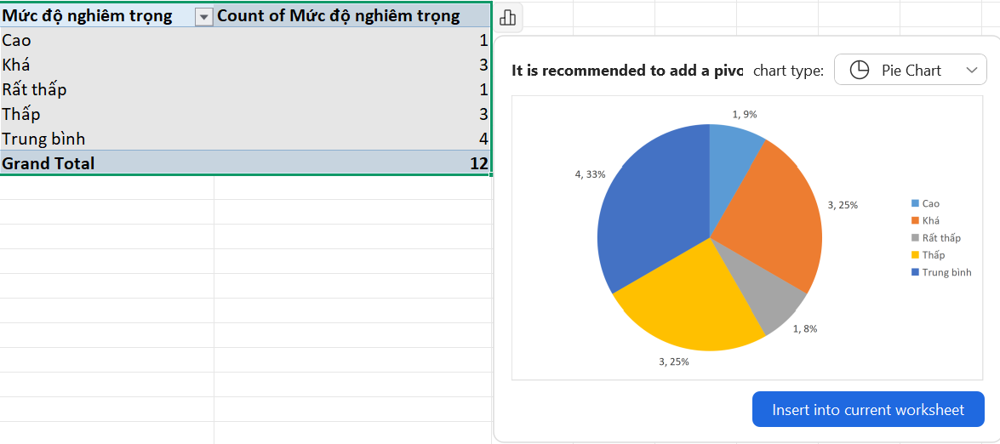 Mức độ nghiêm trọng Count of Mức độ nghiêm trọng
Cao 1
Khá 3
Rất thấp 1
Thấp 3
Trung bình 4
Grand Total 12
It is recommended to add a pivo chart type: Pie Chart
1, 9%
4, 33%
3, 25%
1, 8%
3, 25%
Cao
Khá
Rất thấp
Thấp
Trung bình
Insert into current worksheet